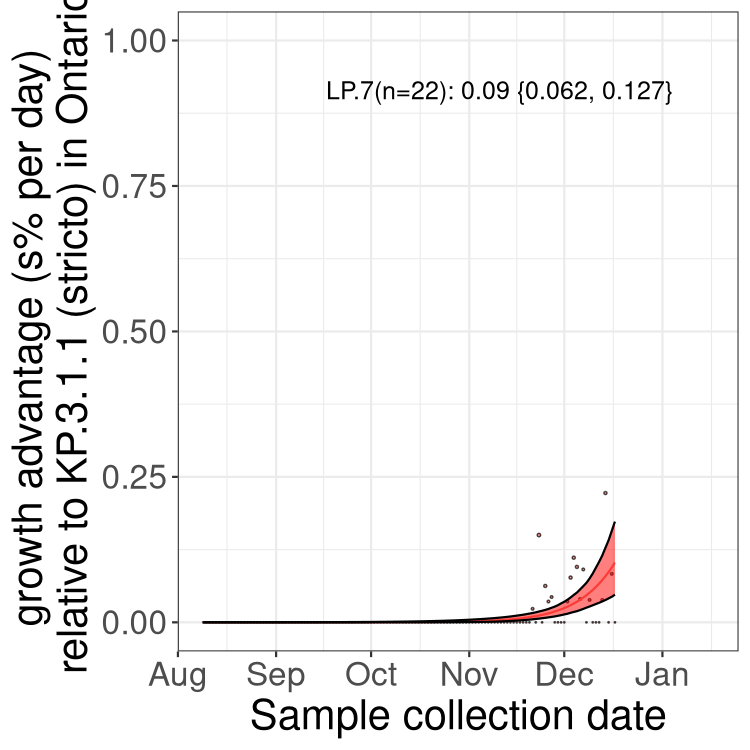 growth advantage (s% per day)
relative to KP.3.1.1 (stricto) in Ontario
1.00
0.75
0.50
0.25
0.00
LP.7(n=22): 0.09 {0.062, 0.127}
Aug Sep Oct Nov Dec Jan
Sample collection date